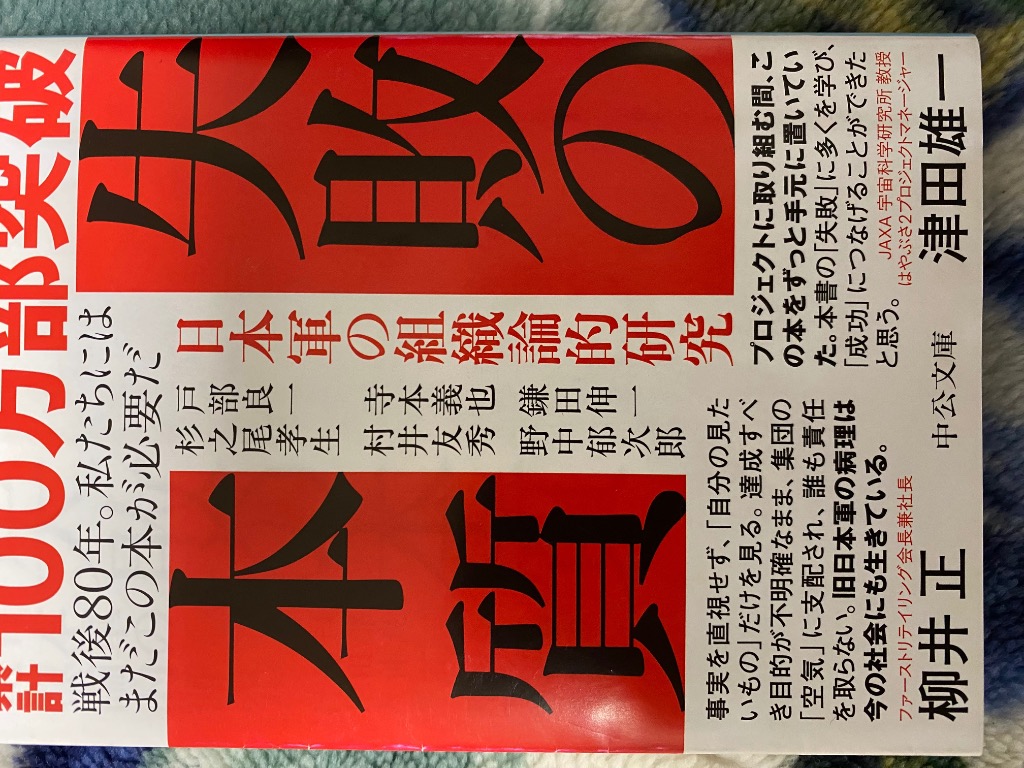 累計100万部突破
戦後80年。私たちには
まだこの本が必要だ
失敗の
本質
日本軍の組織論的研究
戸部良一 寺本義也 鎌田伸一
杉之尾孝生 村井友秀 野中郁次郎
事実を直視せず、「自分の見た
いもの」だけを見る。達成すべ
き目的が不明確なまま、集団の
「空気」に支配され、誰も責任
を取らない。旧日本軍の病理は
今の社会にも生きている。
ファーストリテイリング会長兼社長
柳井 正
プロジェクトに取り組む間、こ
の本をずっと手元に置いてい
た。本書の「失敗」に多くを学び、
「成功」につなげることができた
と思う。
JAXA 宇宙科学研究所 教授
はやぶさ2プロジェクトマネージャー
津田雄一
中公文庫